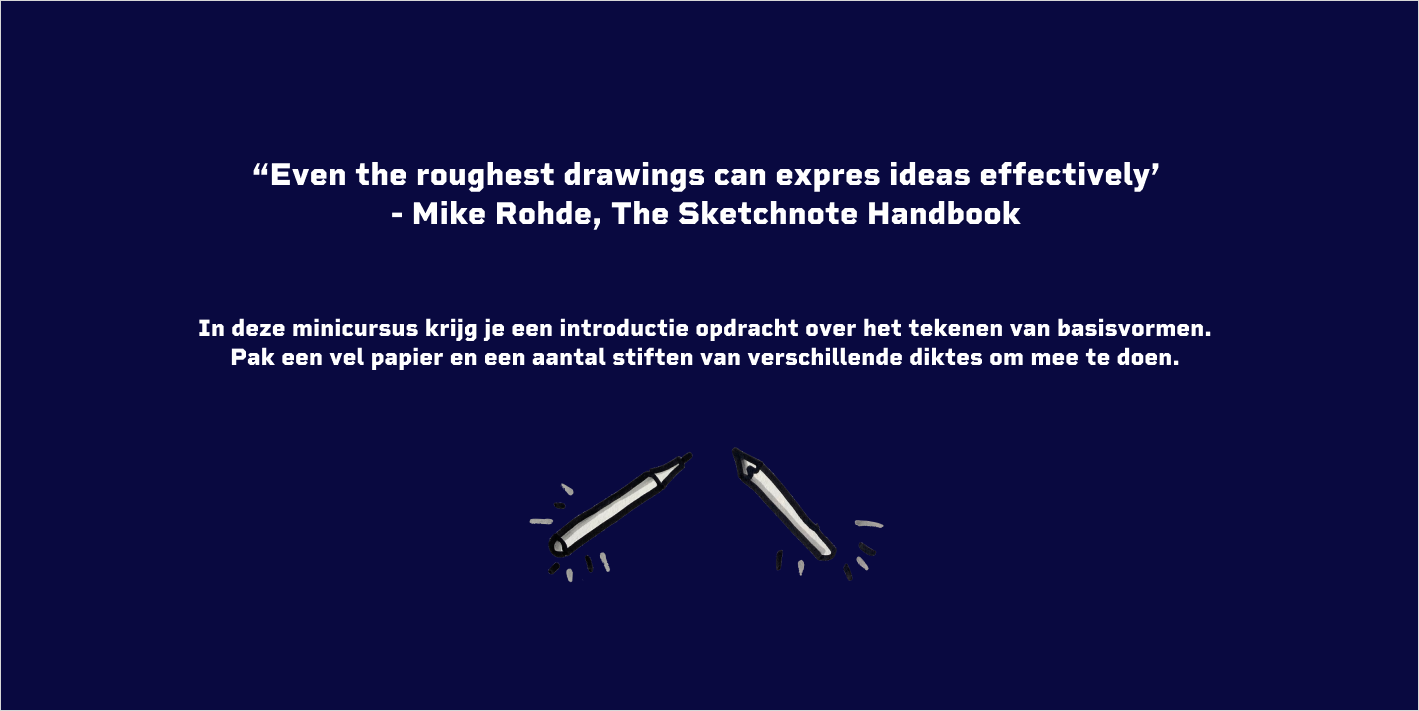 “Even the roughest drawings can expres ideas effectively’
- Mike Rohde, The Sketchnote Handbook
In deze minicursus krijg je een introductie opdracht over het tekenen van basisvormen.
Pak een vel papier en een aantal stiften van verschillende diktes om mee te doen.